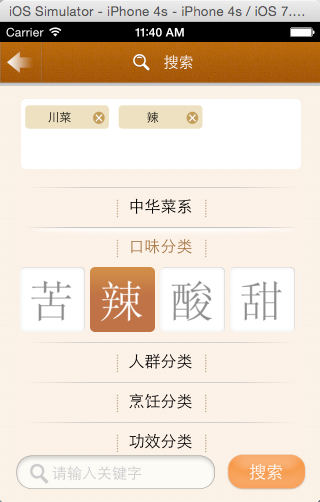 iOS Simulator - iPhone 4s - iPhone 4s / iOS 7....
Carrier 11:40 AM
搜索
川菜 辣
中华菜系
口味分类
苦 辣 酸 甜
人群分类
烹饪分类
功效分类
请输入关键字 搜索